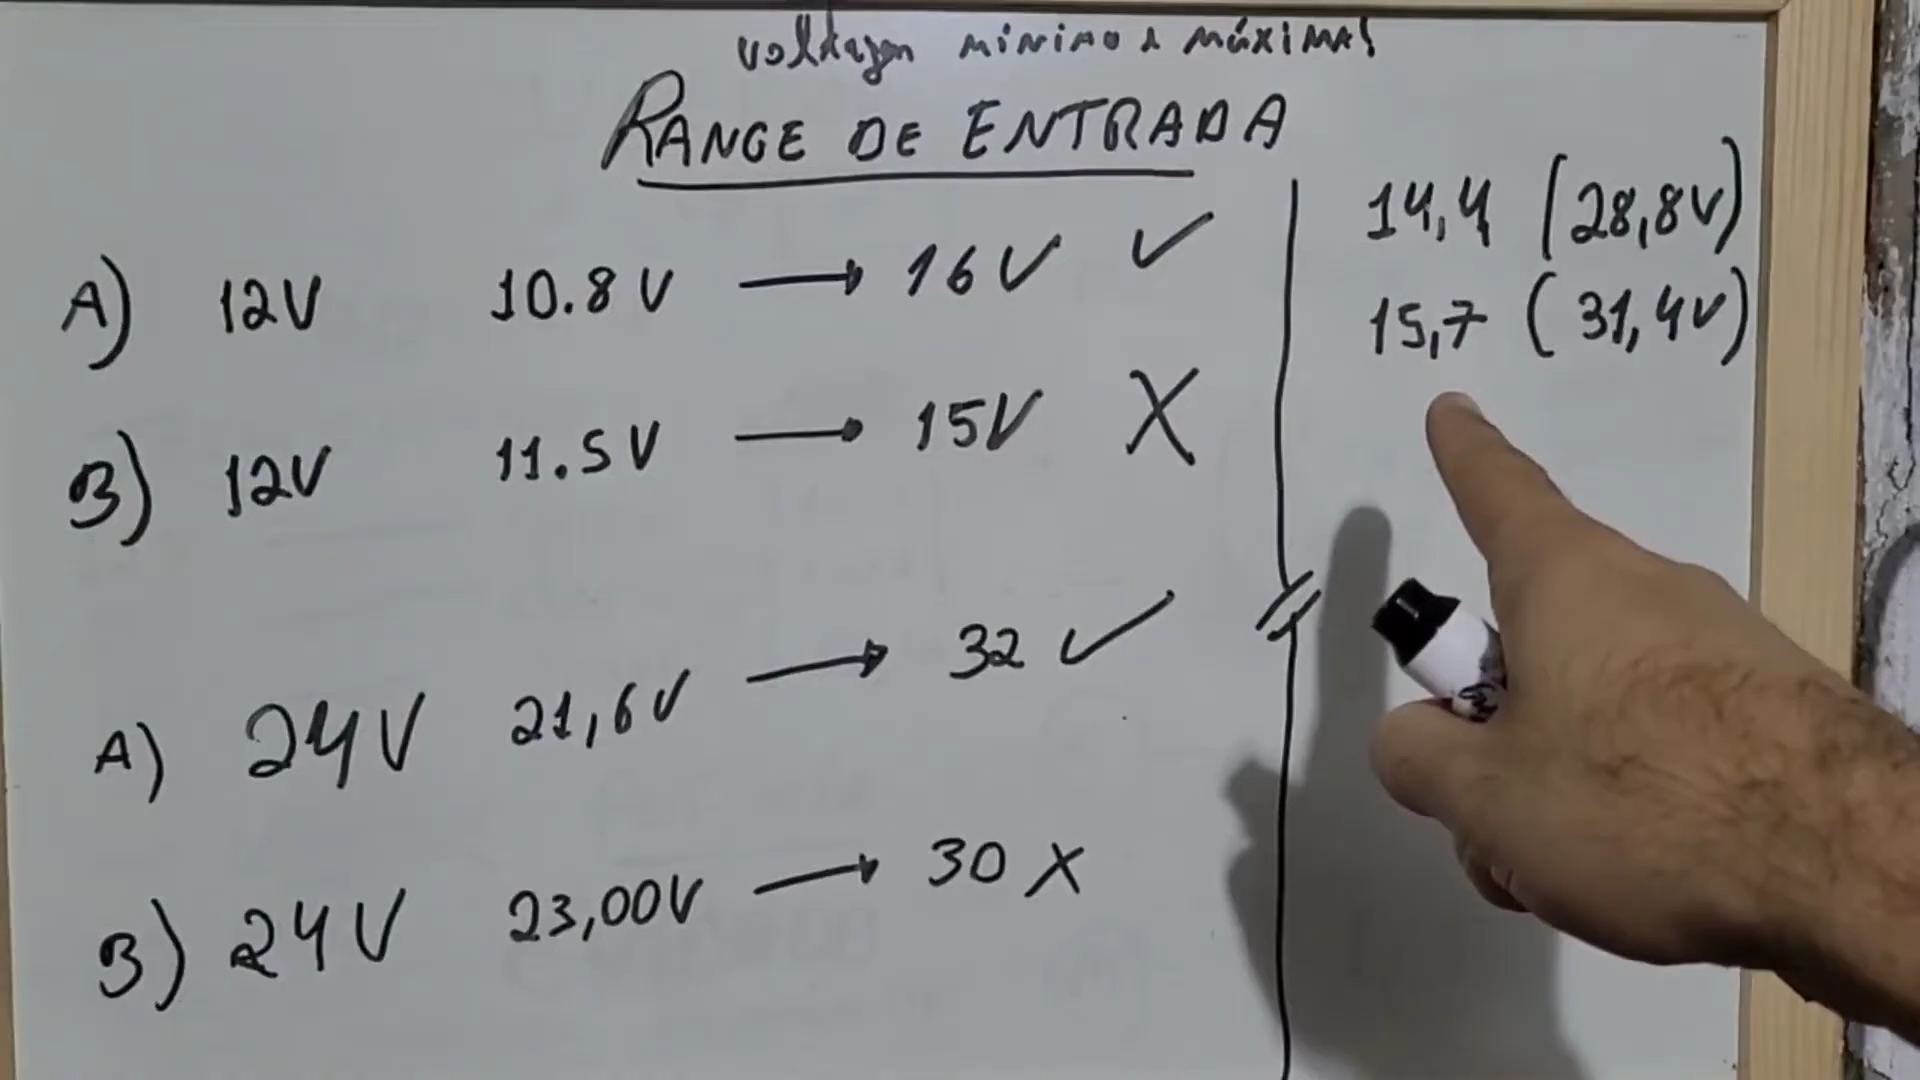 voltagem mínimo e máxima!
RANGE DE ENTRADA
A) 12V 10.8V → 16V ✓
B) 12V 11.5V → 15V X
A) 24V 21,6V → 32 ✓
B) 24V 23,00V → 30 X
14,4 (28,8V)
15,7 (31,4V)